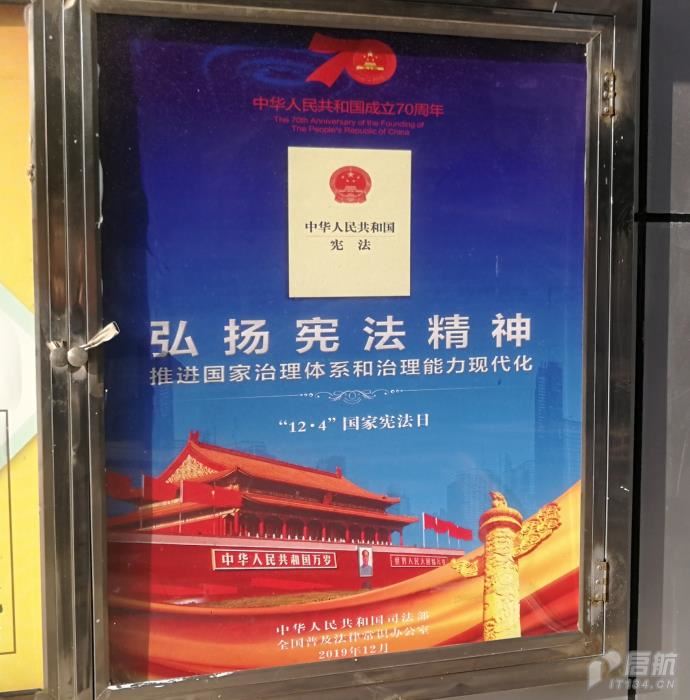 70
中华人民共和国成立70周年
The 70th Anniversary of the Founding of
The People's Republic of China
中华人民共和国
宪法
弘扬宪法精神
推进国家治理体系和治理能力现代化
“12·4”国家宪法日
中华人民共和国万岁
世界人民大团结万岁
中华人民共和国司法部
全国普及法律常识办公室
2019年12月
启航
IT134.CN